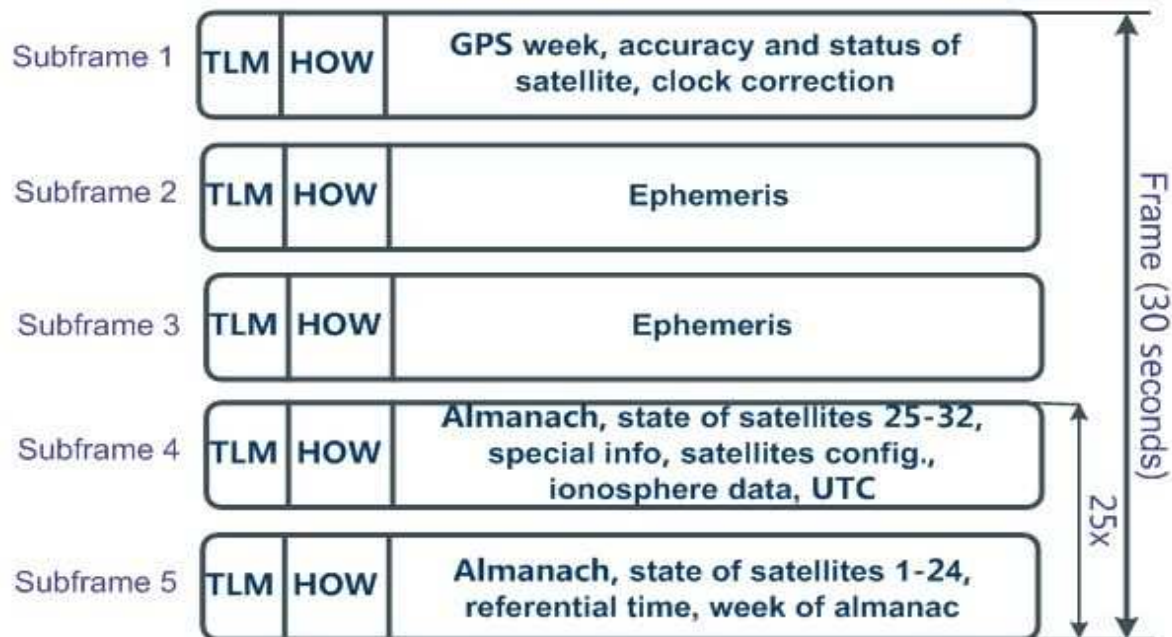 Subframe 1
TLM HOW
GPS week, accuracy and status of
satellite, clock correction
Subframe 2
TLM HOW
Ephemeris
Subframe 3
TLM HOW
Ephemeris
Subframe 4
TLM HOW
Almanach, state of satellites 25-32,
special info, satellites config.,
ionosphere data, UTC
Subframe 5
TLM HOW
Almanach, state of satellites 1-24,
referential time, week of almanac
25x
Frame (30 seconds)